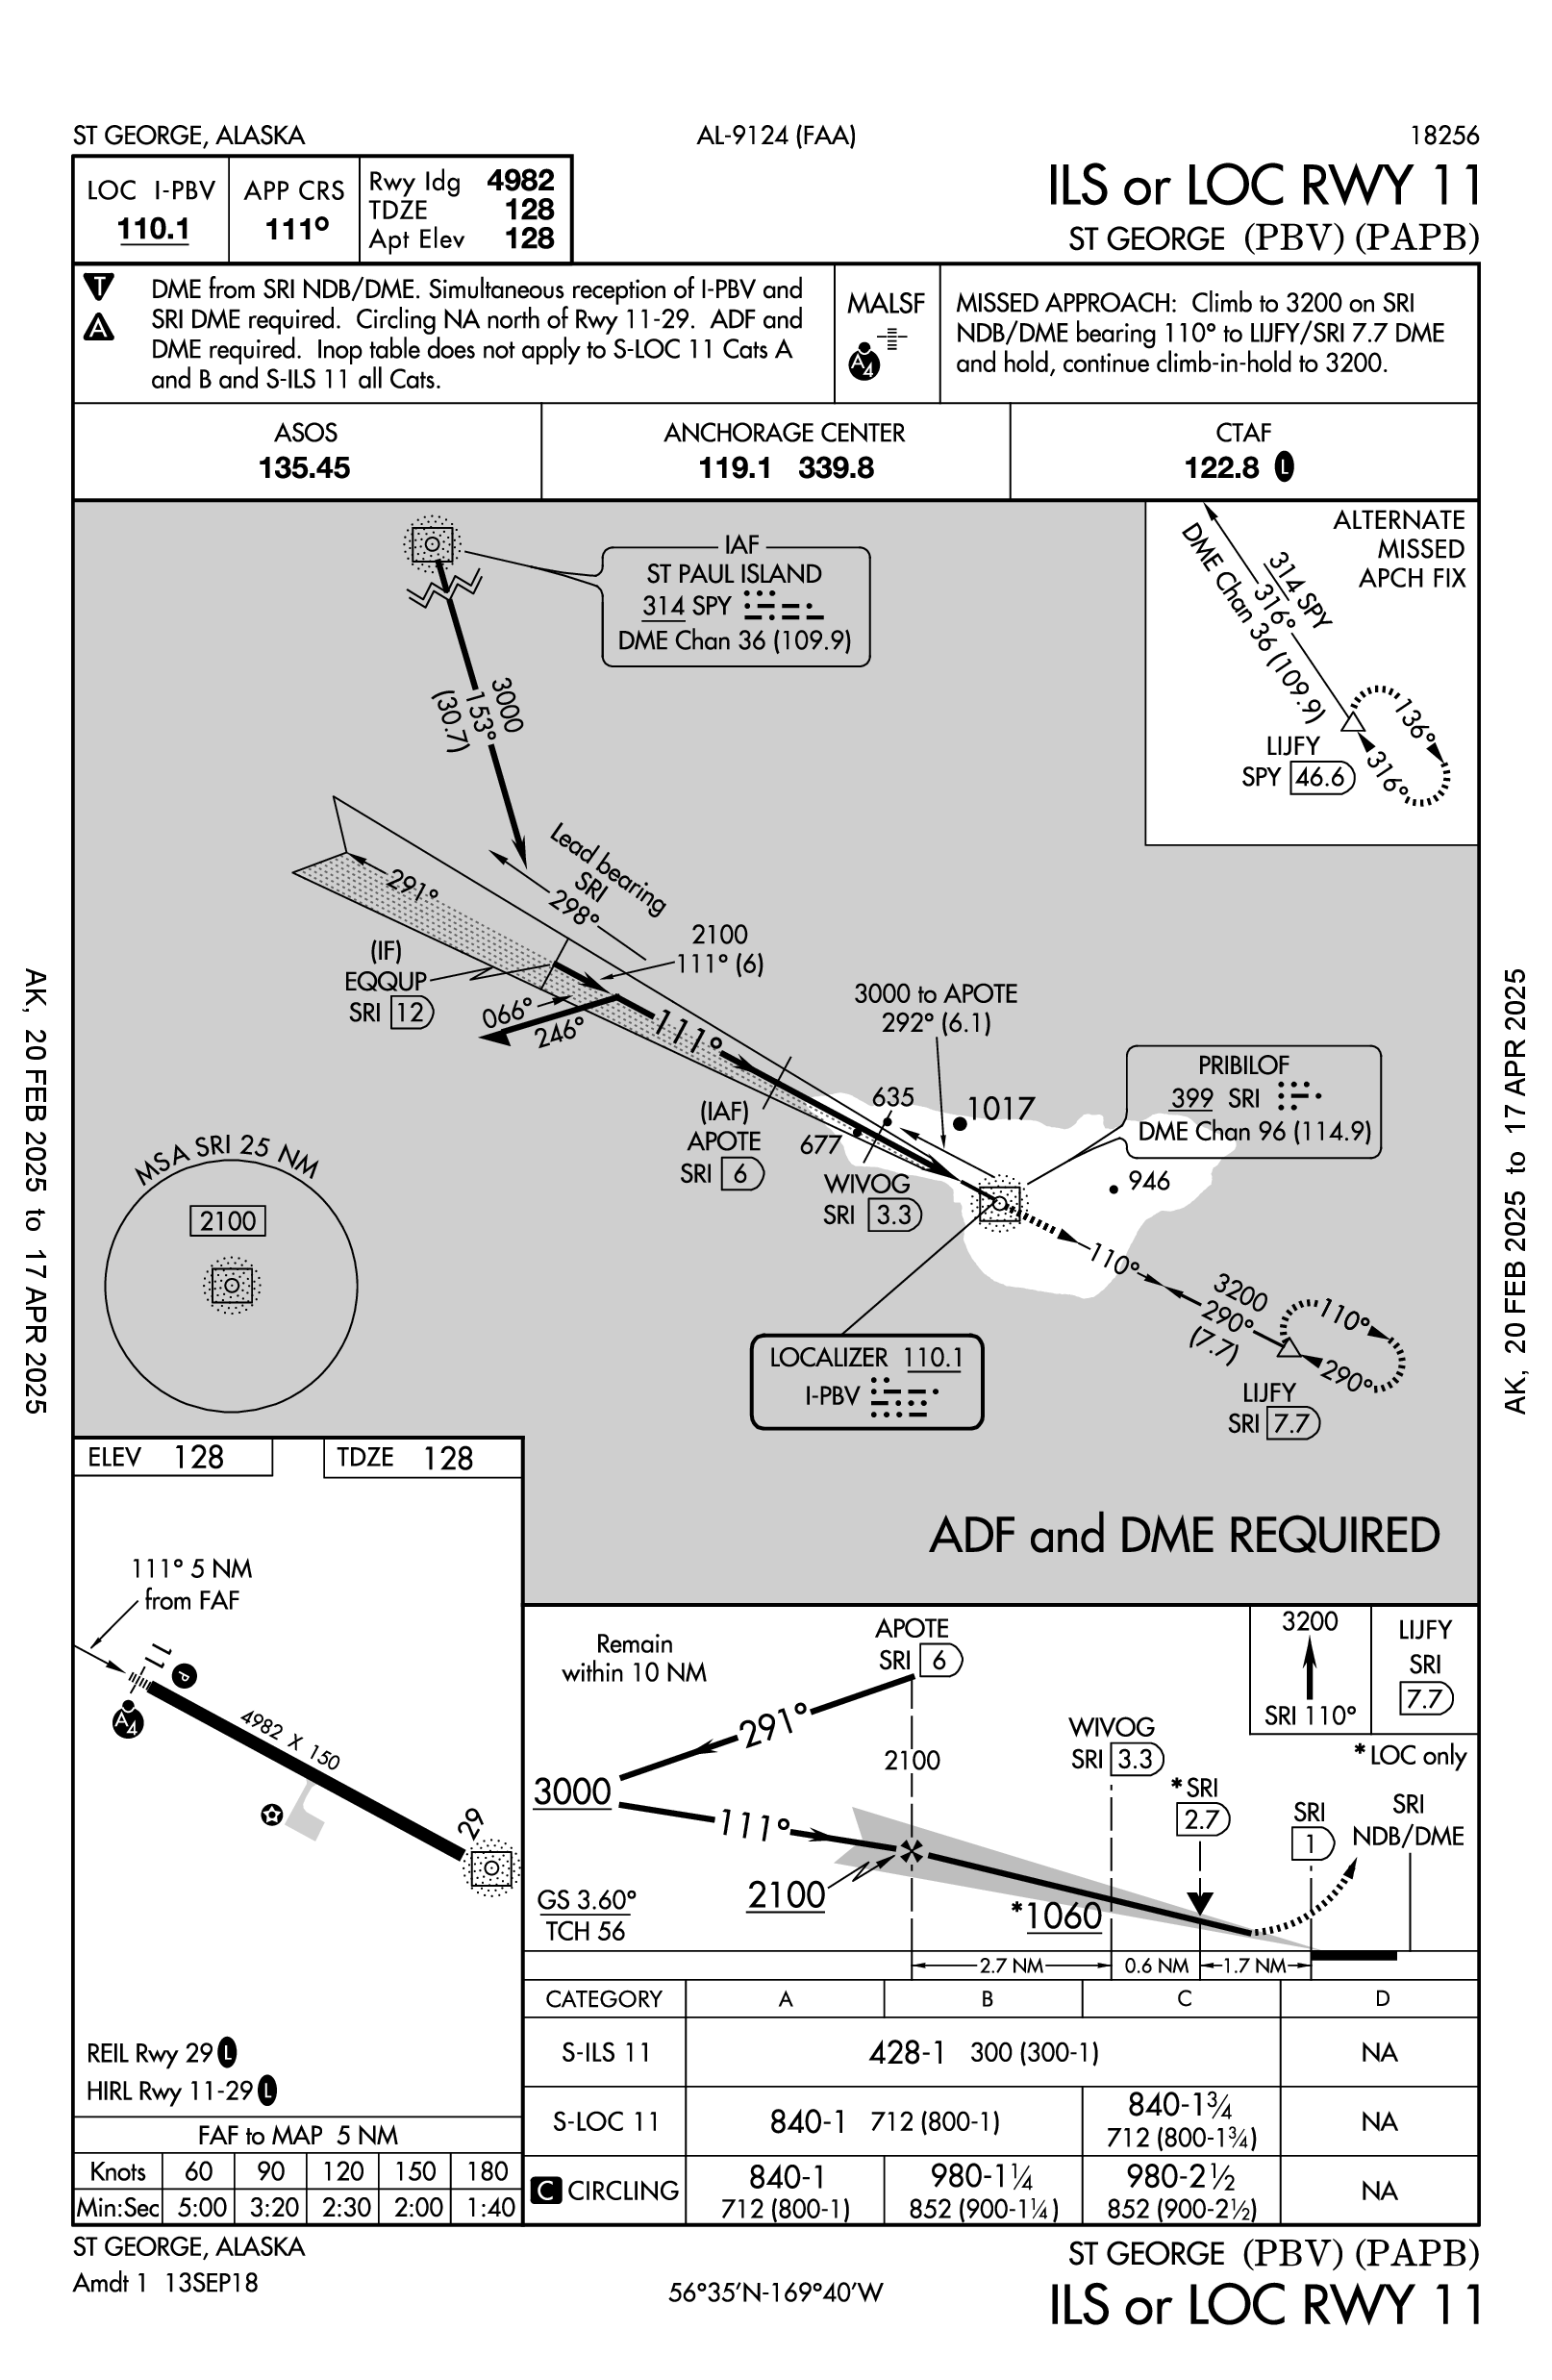 ST GEORGE, ALASKA
AL-9124 (FAA)
18256
LOC I-PBV
110.1
APP CRS
111°
Rwy Idg 4982
TDZE 128
Apt Elev 128
ILS or LOC RWY 11
ST GEORGE (PBV) (PAPB)
T
A
DME from SRI NDB/DME. Simultaneous reception of I-PBV and
SRI DME required. Circling NA north of Rwy 11-29. ADF and
DME required. Inop table does not apply to S-LOC 11 Cats A
and B and S-ILS 11 all Cats.
MALSF
A4
MISSED APPROACH: Climb to 3200 on SRI
NDB/DME bearing 110° to LIJFY/SRI 7.7 DME
and hold, continue climb-in-hold to 3200.
ASOS
135.45
ANCHORAGE CENTER
119.1 339.8
CTAF
122.8 L
IAF
ST PAUL ISLAND
314 SPY
DME Chan 36 (109.9)
3000
153°
(30.7)
ALTERNATE
MISSED
APCH FIX
314 SPY
316°
DME Chan 36 (109.9)
136°
316°
LIJFY
SPY 46.6
Lead bearing
SRI
298°
291°
(IF)
EQQUP
SRI 12
2100
111° (6)
066°
246°
111°
3000 to APOTE
292° (6.1)
(IAF)
APOTE
SRI 6
635
677
1017
WIVOG
SRI 3.3
PRIBILOF
399 SRI
DME Chan 96 (114.9)
946
MSA SRI 25 NM
2100
110°
3200
290°
(7.7)
110°
290°
LIJFY
SRI 7.7
LOCALIZER 110.1
I-PBV
ADF and DME REQUIRED
AK, 20 FEB 2025 to 17 APR 2025
AK, 20 FEB 2025 to 17 APR 2025
ELEV 128
TDZE 128
111° 5 NM
from FAF
11
P
A4
4982 X 150
29
REIL Rwy 29 L
HIRL Rwy 11-29 L
FAF to MAP 5 NM
Knots 60 90 120 150 180
Min:Sec 5:00 3:20 2:30 2:00 1:40
Remain
within 10 NM
APOTE
SRI 6
291°
3000
111°
2100
2100
GS 3.60°
TCH 56
WIVOG
SRI 3.3
*1060
*SRI
2.7
SRI
1
SRI
NDB/DME
*LOC only
3200
SRI 110°
LIJFY
SRI
7.7
2.7 NM
0.6 NM
1.7 NM
CATEGORY A B C D
S-ILS 11 428-1 300 (300-1) NA
S-LOC 11 840-1 712 (800-1) 840-1¾ 712 (800-1¾) NA
C CIRCLING 840-1 712 (800-1) 980-1¼ 852 (900-1¼) 980-2½ 852 (900-2½) NA
ST GEORGE, ALASKA
Amdt 1 13SEP18
56°35'N-169°40'W
ST GEORGE (PBV) (PAPB)
ILS or LOC RWY 11